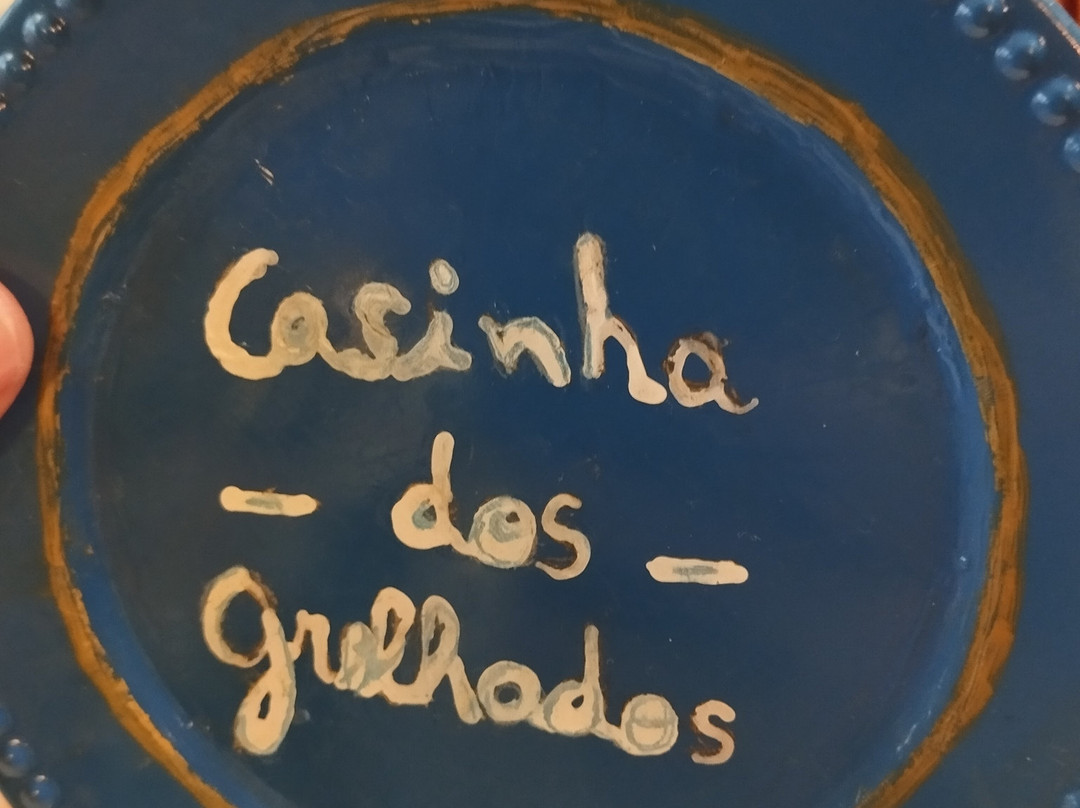 Casinha
- dos -
Grelhados